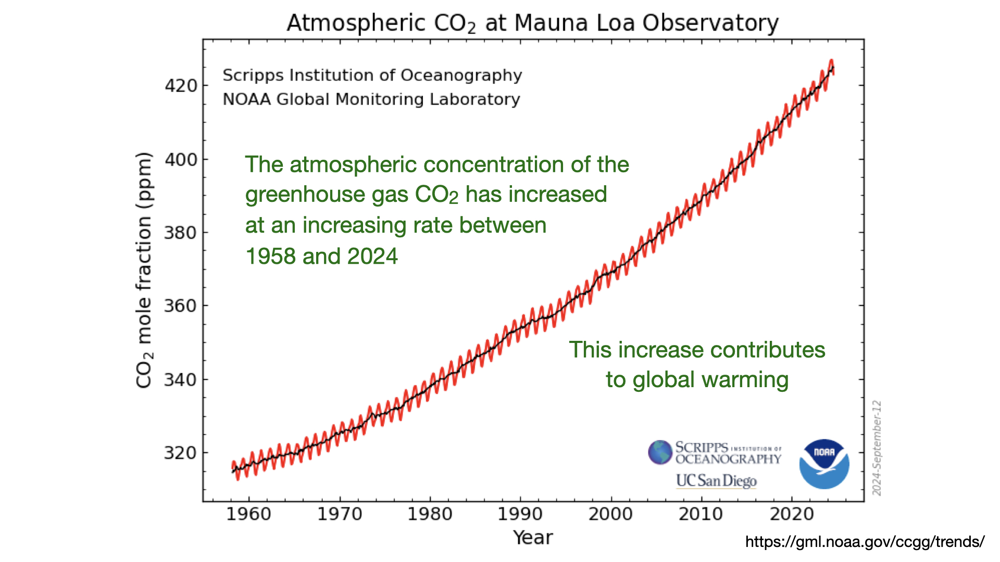 Atmospheric CO₂ at Mauna Loa Observatory
Scripps Institution of Oceanography
NOAA Global Monitoring Laboratory
The atmospheric concentration of the
greenhouse gas CO₂ has increased
at an increasing rate between
1958 and 2024
This increase contributes
to global warming
CO₂ mole fraction (ppm)
420
400
380
360
340
320
1960 1970 1980 1990 2000 2010 2020
Year
SCRIPPS INSTITUTION OF
OCEANOGRAPHY
UC San Diego
NOAA
2024-September-12
https://gml.noaa.gov/ccgg/trends/